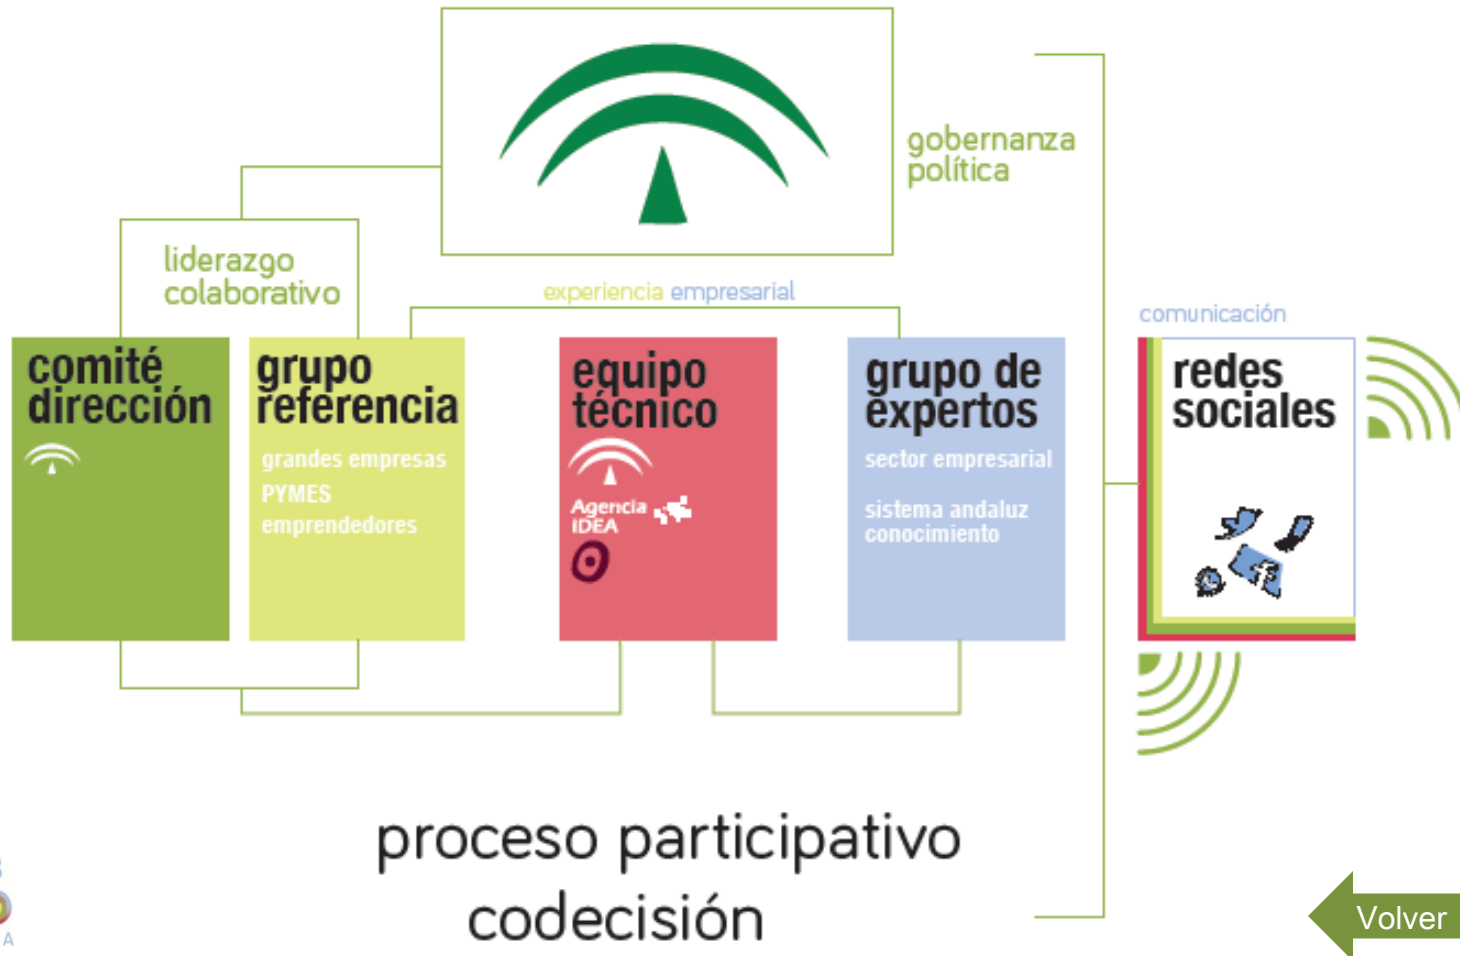 gobernanza
política
liderazgo
colaborativo
experiencia empresarial
comunicación
comité
dirección
grupo
referencia
grandes empresas
PYMES
emprendedores
equipo
técnico
Agencia
IDEA
grupo de
expertos
sector empresarial
sistema andaluz
conocimiento
redes
sociales
proceso participativo
codecisión
Volver